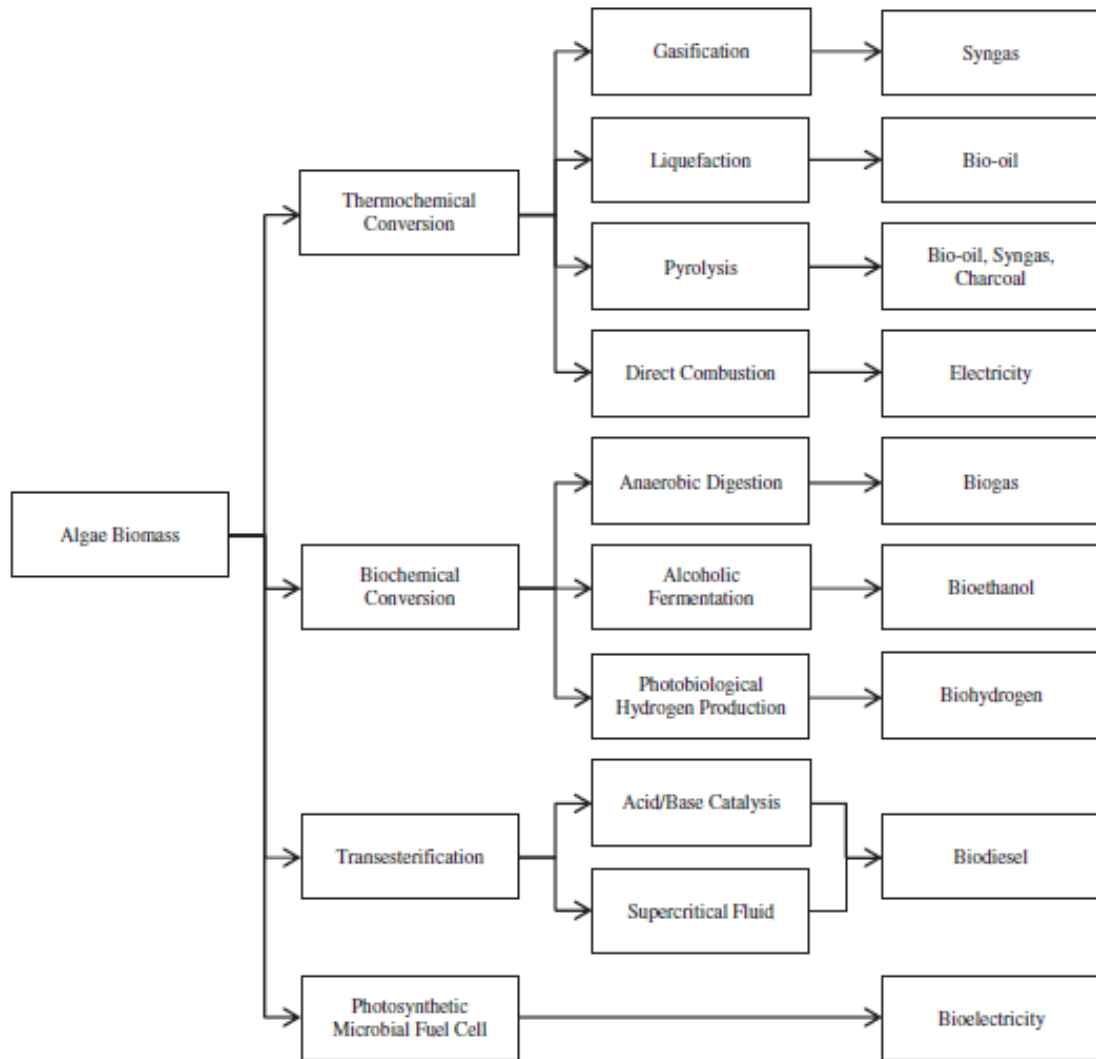 Gasification
Syngas
Liquefaction
Bio-oil
Thermochemical
Conversion
Pyrolysis
Bio-oil, Syngas,
Charcoal
Direct Combustion
Electricity
Algae Biomass
Anaerobic Digestion
Biogas
Biochemical
Conversion
Alcoholic
Fermentation
Bioethanol
Photobiological
Hydrogen Production
Biohydrogen
Transesterification
Acid/Base Catalysis
Supercritical Fluid
Biodiesel
Photosynthetic
Microbial Fuel Cell
Bioelectricity